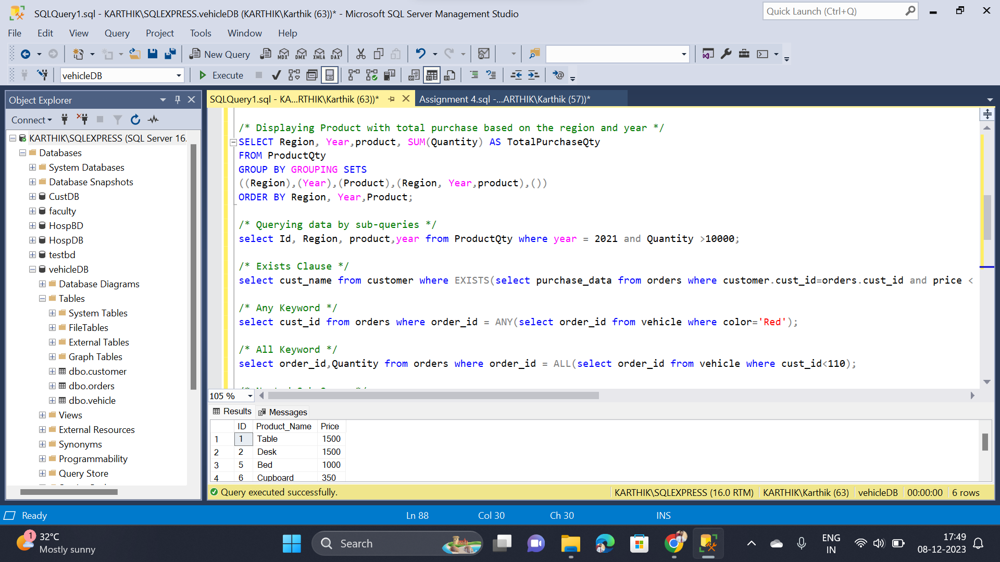 SQLQuery1.sql - KARTHIK\SQLEXPRESS.vehicleDB (KARTHIK\Karthik (63))* - Microsoft SQL Server Management Studio
Quick Launch (Ctrl+Q)
File Edit View Query Project Tools Window Help
New Query MDX DMX XMLA DAX
vehicleDB Execute
Object Explorer
Connect
KARTHIK\SQLEXPRESS (SQL Server 16.
Databases
System Databases
Database Snapshots
CustDB
faculty
HospBD
HospDB
testbd
vehicleDB
Database Diagrams
Tables
System Tables
FileTables
External Tables
Graph Tables
dbo.customer
dbo.orders
dbo.vehicle
Views
External Resources
Synonyms
Programmability
Query Store
SQLQuery1.sql - KA...RTHIK\Karthik (63))* Assignment 4.sql -...ARTHIK\Karthik (57))*
/* Displaying Product with total purchase based on the region and year */
SELECT Region, Year,product, SUM(Quantity) AS TotalPurchaseQty
FROM ProductQty
GROUP BY GROUPING SETS
((Region),(Year),(Product),(Region, Year,product),())
ORDER BY Region, Year,Product;
/* Querying data by sub-queries */
select Id, Region, product,year from ProductQty where year = 2021 and Quantity >10000;
/* Exists Clause */
select cust_name from customer where EXISTS(select purchase_data from orders where customer.cust_id=orders.cust_id and price <
/* Any Keyword */
select cust_id from orders where order_id = ANY(select order_id from vehicle where color='Red');
/* All Keyword */
select order_id,Quantity from orders where order_id = ALL(select order_id from vehicle where cust_id<110);
105 %
Results Messages
ID Product_Name Price
1 1 Table 1500
2 2 Desk 1500
3 5 Bed 1000
4 6 Cupboard 350
Query executed successfully. KARTHIK\SQLEXPRESS (16.0 RTM) KARTHIK\Karthik (63) vehicleDB 00:00:00 6 rows
Ready Ln 88 Col 30 Ch 30 INS
1 32°C
Mostly sunny
Search
ENG
IN
17:49
08-12-2023